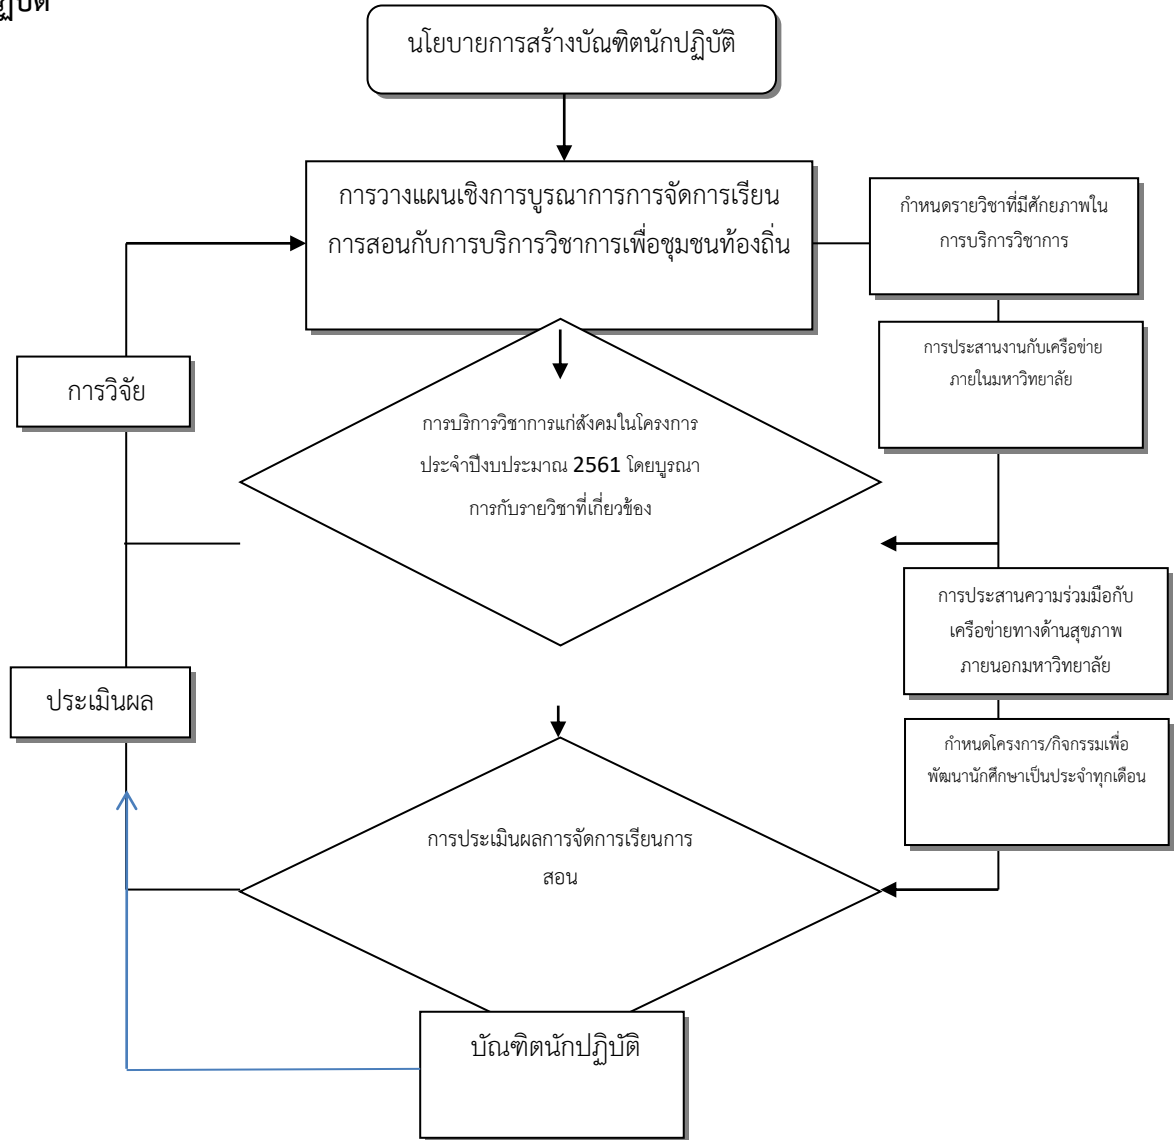 นโยบายการสร้างบัณฑิตนักปฏิบัติ
การวางแผนเชิงการบูรณาการการจัดการเรียน
การสอนกับการบริการวิชาการเพื่อชุมชนท้องถิ่น
กำหนดรายวิชาที่มีศักยภาพใน
การบริการวิชาการ
การประสานงานกับเครือข่าย
ภายในมหาวิทยาลัย
การวิจัย
การบริการวิชาการแก่สังคมในโครงการ
ประจำปีงบประมาณ 2561 โดยบูรณา
การกับรายวิชาที่เกี่ยวข้อง
การประสานความร่วมมือกับ
เครือข่ายทางด้านสุขภาพ
ภายนอกมหาวิทยาลัย
ประเมินผล
กำหนดโครงการ/กิจกรรมเพื่อ
พัฒนานักศึกษาเป็นประจำทุกเดือน
การประเมินผลการจัดการเรียนการ
สอน
บัณฑิตนักปฏิบัติ